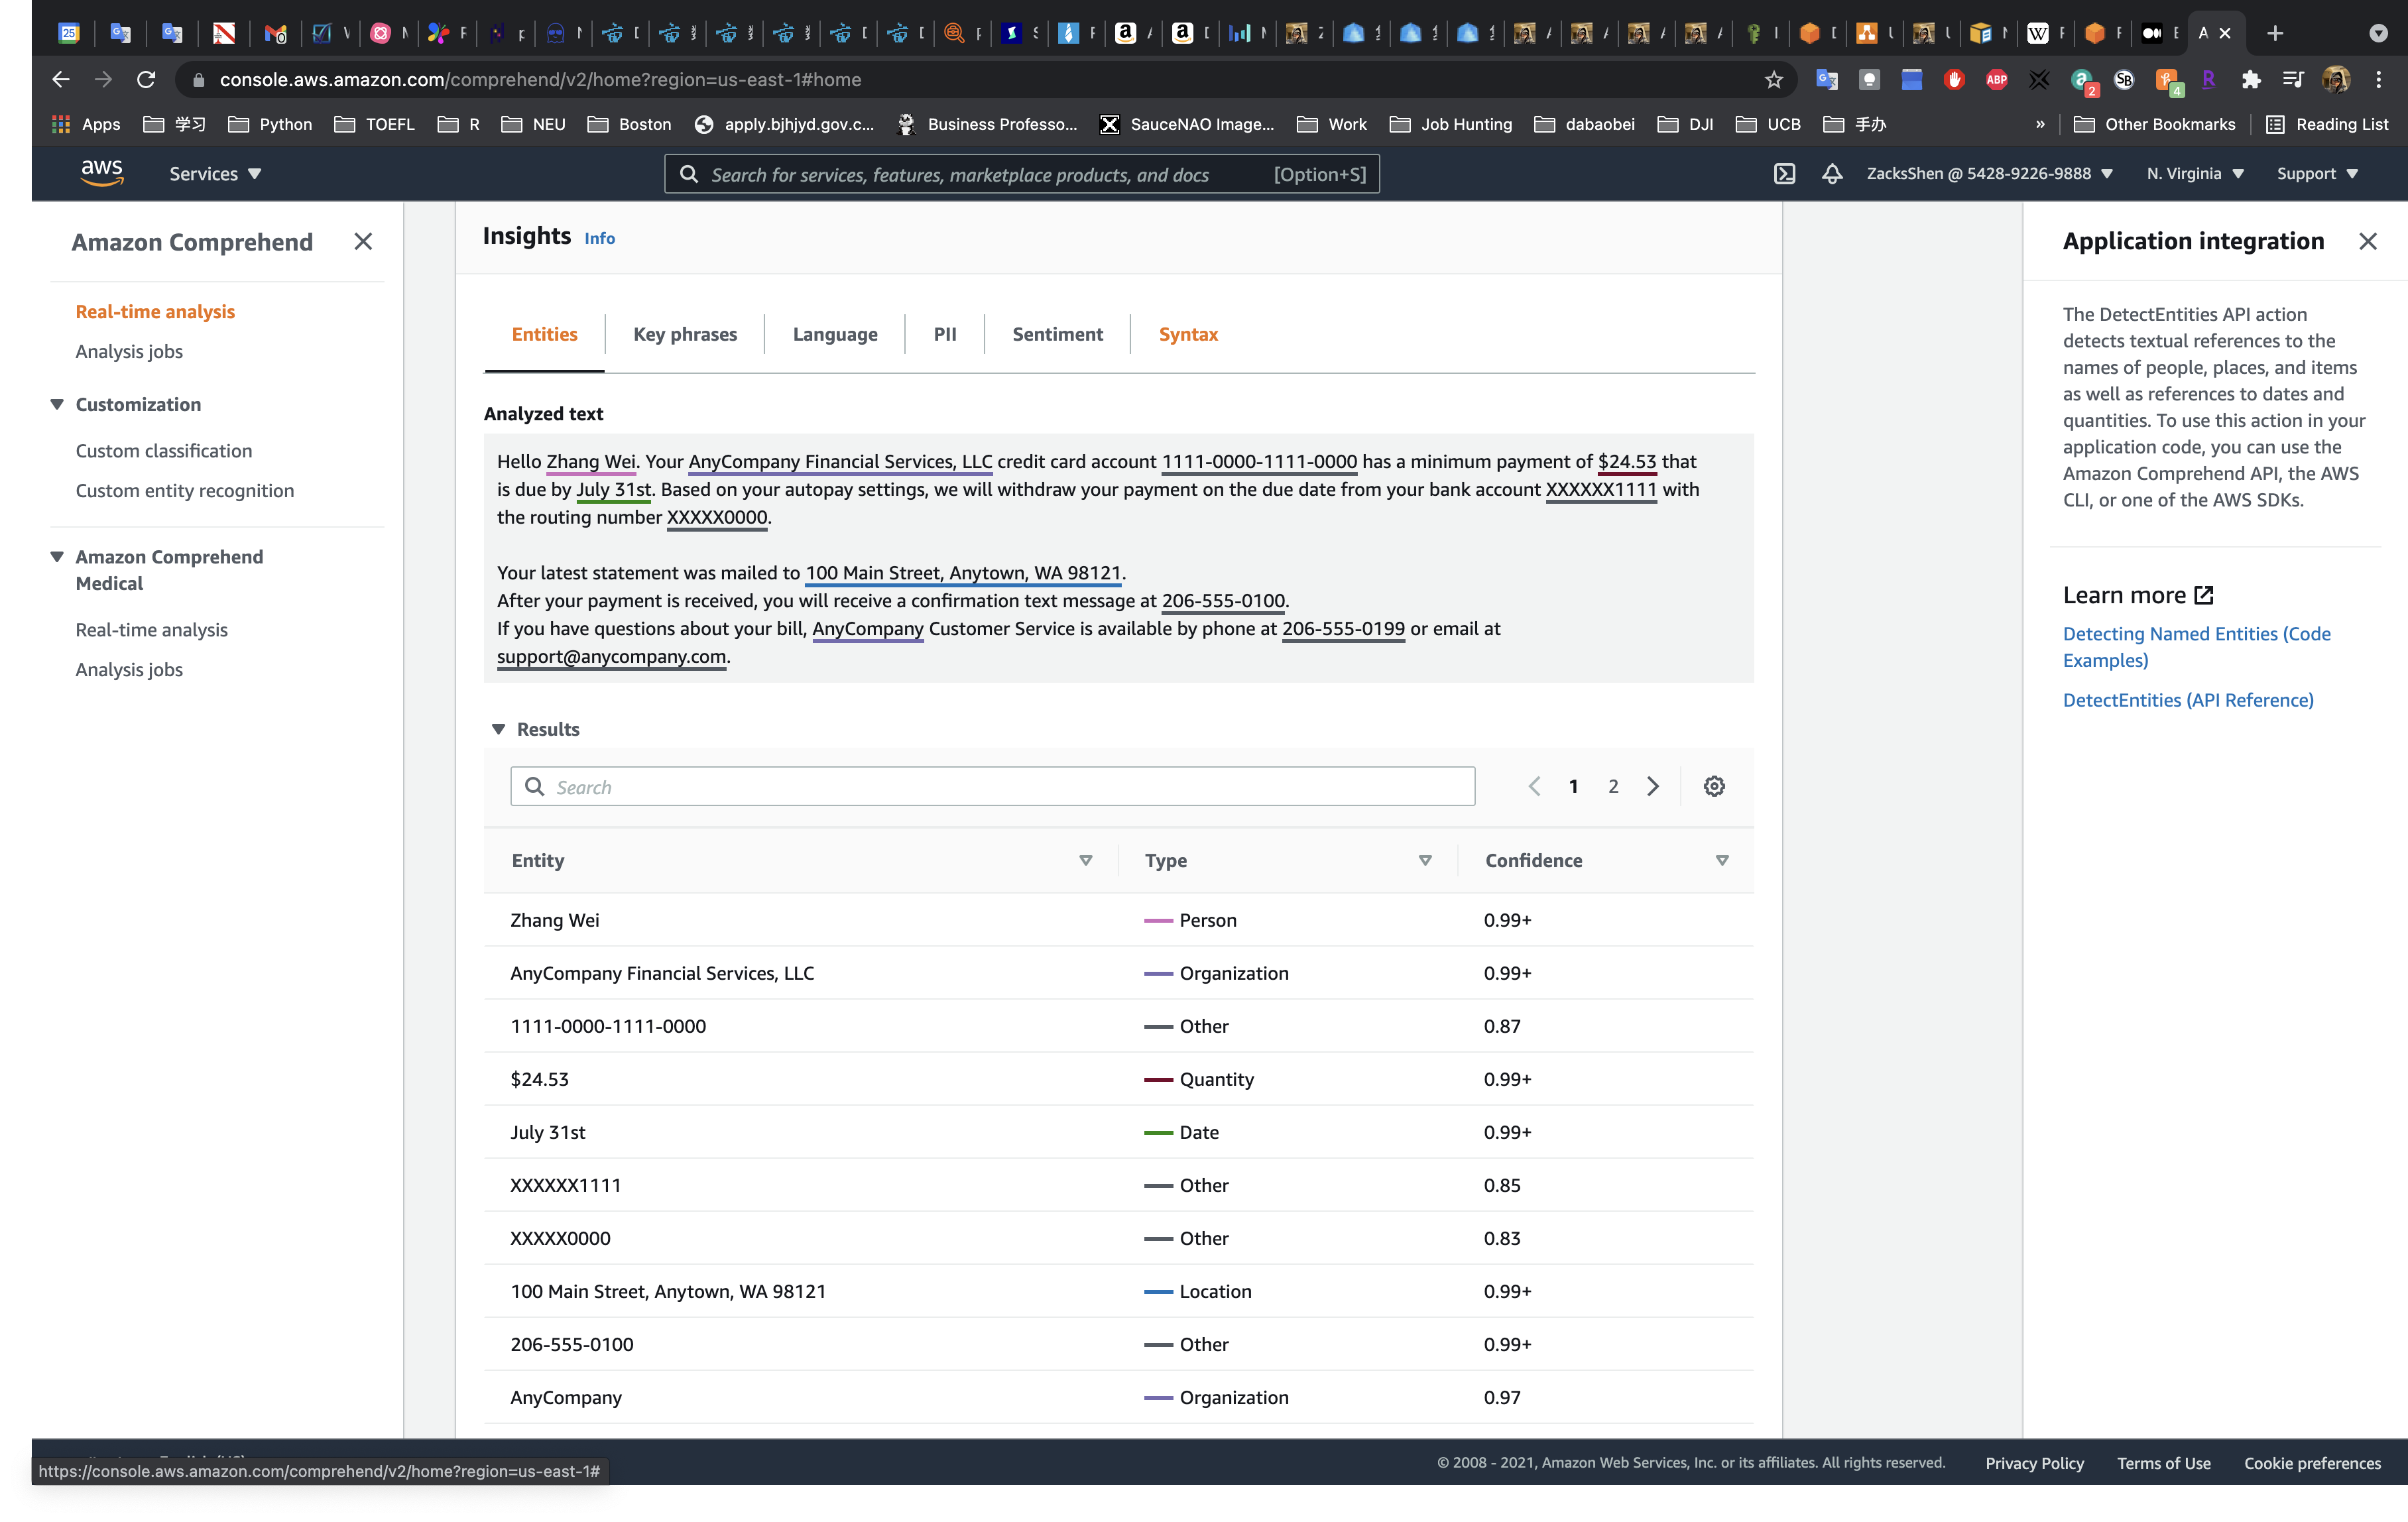 console.aws.amazon.com/comprehend/v2/home?region=us-east-1#home
Apps 学习 Python TOEFL R NEU Boston apply.bjhjyd.gov.c... Business Professo... SauceNAO Image... Work Job Hunting dabaobei DJI UCB 手办 » Other Bookmarks Reading List
aws Services Search for services, features, marketplace products, and docs [Option+S] ZacksShen @ 5428-9226-9888 N. Virginia Support
Amazon Comprehend
Real-time analysis
Analysis jobs
Customization
Custom classification
Custom entity recognition
Amazon Comprehend
Medical
Real-time analysis
Analysis jobs
Insights Info
Entities Key phrases Language PII Sentiment Syntax
Analyzed text
Hello Zhang Wei. Your AnyCompany Financial Services, LLC credit card account 1111-0000-1111-0000 has a minimum payment of $24.53 that
is due by July 31st. Based on your autopay settings, we will withdraw your payment on the due date from your bank account XXXXXX1111 with
the routing number XXXXX0000.
Your latest statement was mailed to 100 Main Street, Anytown, WA 98121.
After your payment is received, you will receive a confirmation text message at 206-555-0100.
If you have questions about your bill, AnyCompany Customer Service is available by phone at 206-555-0199 or email at
support@anycompany.com.
Results
Search 1 2
Entity Type Confidence
Zhang Wei Person 0.99+
AnyCompany Financial Services, LLC Organization 0.99+
1111-0000-1111-0000 Other 0.87
$24.53 Quantity 0.99+
July 31st Date 0.99+
XXXXXX1111 Other 0.85
XXXXX0000 Other 0.83
100 Main Street, Anytown, WA 98121 Location 0.99+
206-555-0100 Other 0.99+
AnyCompany Organization 0.97
Application integration
The DetectEntities API action
detects textual references to the
names of people, places, and items
as well as references to dates and
quantities. To use this action in your
application code, you can use the
Amazon Comprehend API, the AWS
CLI, or one of the AWS SDKs.
Learn more
Detecting Named Entities (Code
Examples)
DetectEntities (API Reference)
https://console.aws.amazon.com/comprehend/v2/home?region=us-east-1#
© 2008 - 2021, Amazon Web Services, Inc. or its affiliates. All rights reserved. Privacy Policy Terms of Use Cookie preferences